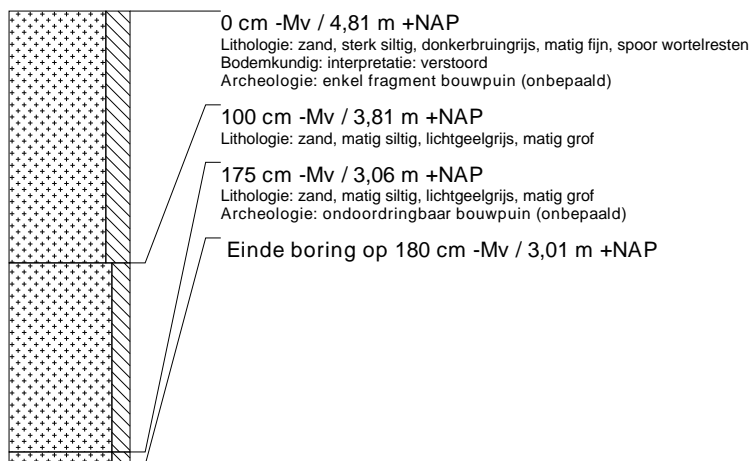 0 cm -Mv / 4,81 m +NAP
Lithologie: zand, sterk siltig, donkerbruingrijs, matig fijn, spoor wortelresten
Bodemkundig: interpretatie: verstoord
Archeologie: enkel fragment bouwpuin (onbepaald)
100 cm -Mv / 3,81 m +NAP
Lithologie: zand, matig siltig, lichtgeelgrijs, matig grof
175 cm -Mv / 3,06 m +NAP
Lithologie: zand, matig siltig, lichtgeelgrijs, matig grof
Archeologie: ondoordringbaar bouwpuin (onbepaald)
Einde boring op 180 cm -Mv / 3,01 m +NAP